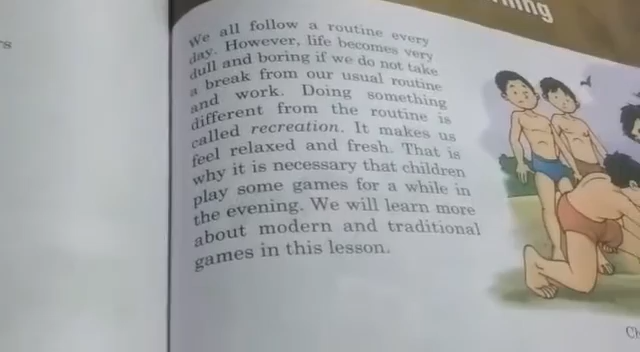 We all follow a routine every
day. However, life becomes very
dull and boring if we do not take
a break from our usual routine
and work. Doing something
different from the routine is
called recreation. It makes us
feel relaxed and fresh. That is
why it is necessary that children
play some games for a while in
the evening. We will learn more
about modern and traditional
games in this lesson.